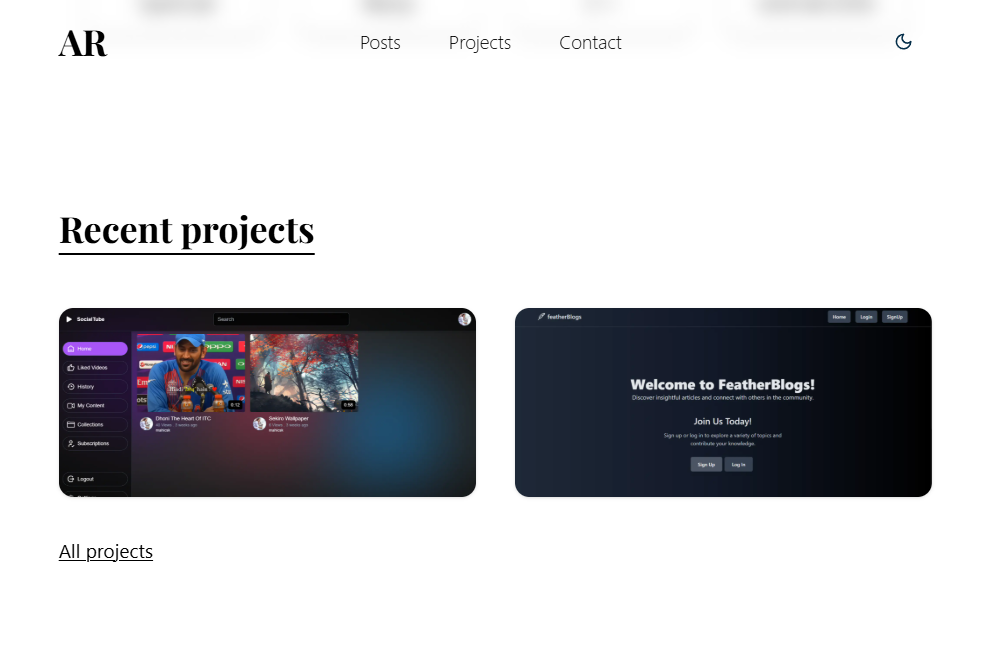 AR
Posts Projects Contact
Recent projects
SocialTube
Search
Home
Liked Videos
History
My Content
Collections
Subscriptions
Logout
pepsi
oppo
0:12
0:58
Dhoni The Heart Of ITC
Sekiro Wallpaper
featherBlogs
Home Login SignUp
Welcome to FeatherBlogs!
Discover insightful articles and connect with others in the community.
Join Us Today!
Sign up or log in to explore a variety of topics and
contribute your knowledge.
Sign Up Log In
All projects